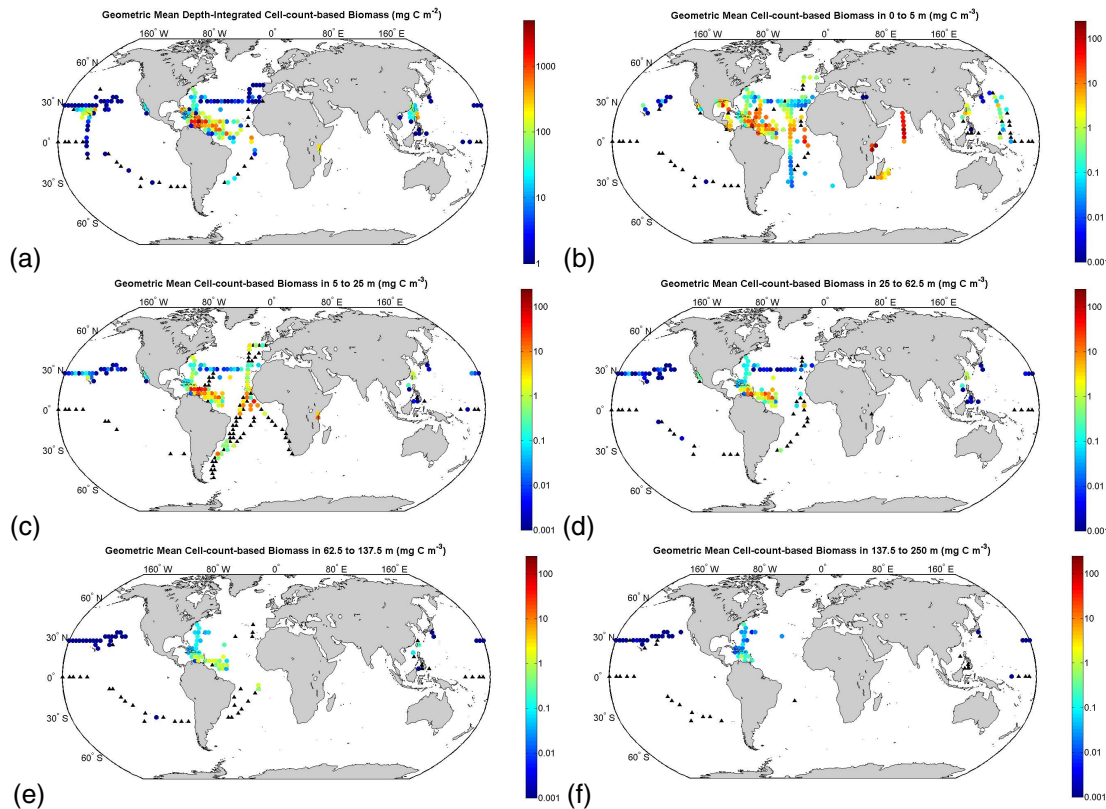 Geometric Mean Depth-Integrated Cell-count-based Biomass (mg C m⁻²)
160° W 80° W 0° 80° E 160° E
60° N
30° N
0°
30° S
60° S
1000
100
10
1
(a)
Geometric Mean Cell-count-based Biomass in 0 to 5 m (mg C m⁻³)
160° W 80° W 0° 80° E 160° E
60° N
30° N
0°
30° S
60° S
100
10
1
0.1
0.01
0.001
(b)
Geometric Mean Cell-count-based Biomass in 5 to 25 m (mg C m⁻³)
160° W 80° W 0° 80° E 160° E
60° N
30° N
0°
30° S
60° S
100
10
1
0.1
0.01
0.001
(c)
Geometric Mean Cell-count-based Biomass in 25 to 62.5 m (mg C m⁻³)
160° W 80° W 0° 80° E 160° E
60° N
30° N
0°
30° S
60° S
100
10
1
0.1
0.01
0.001
(d)
Geometric Mean Cell-count-based Biomass in 62.5 to 137.5 m (mg C m⁻³)
160° W 80° W 0° 80° E 160° E
60° N
30° N
0°
30° S
60° S
100
10
1
0.1
0.01
0.001
(e)
Geometric Mean Cell-count-based Biomass in 137.5 to 250 m (mg C m⁻³)
160° W 80° W 0° 80° E 160° E
60° N
30° N
0°
30° S
60° S
100
10
1
0.1
0.01
0.001
(f)